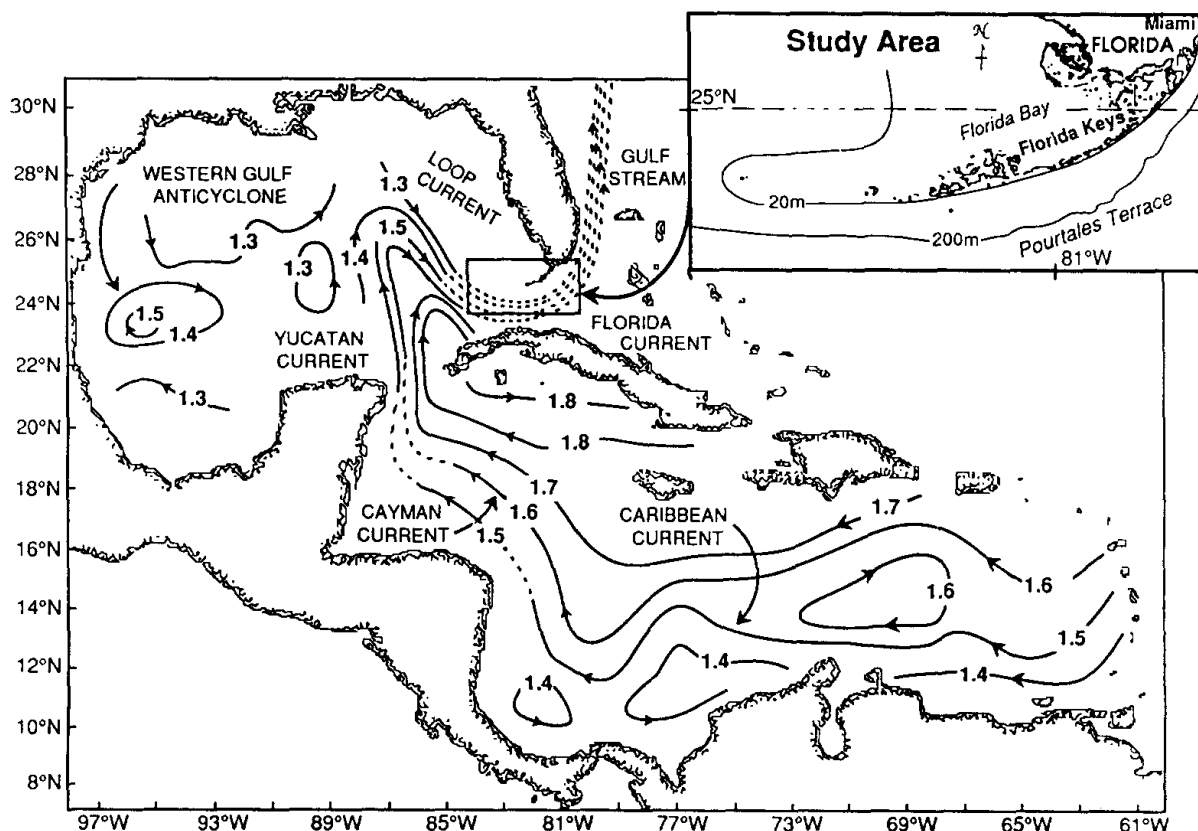 Study Area
N
Miami
FLORIDA
25°N
Florida Bay
Florida Keys
20m
200m
Pourtales Terrace
81°W
30°N
28°N
26°N
24°N
22°N
20°N
18°N
16°N
14°N
12°N
10°N
8°N
WESTERN GULF
ANTICYCLONE
LOOP
CURRENT
GULF
STREAM
1.3
1.5
1.4
1.3
1.3
1.5
1.4
1.3
YUCATAN
CURRENT
FLORIDA
CURRENT
1.8
1.8
1.7
1.6
1.5
CAYMAN
CURRENT
CARIBBEAN
CURRENT
1.7
1.6
1.6
1.5
1.4
1.4
1.4
97°W
93°W
89°W
85°W
81°W
77°W
73°W
69°W
65°W
61°W